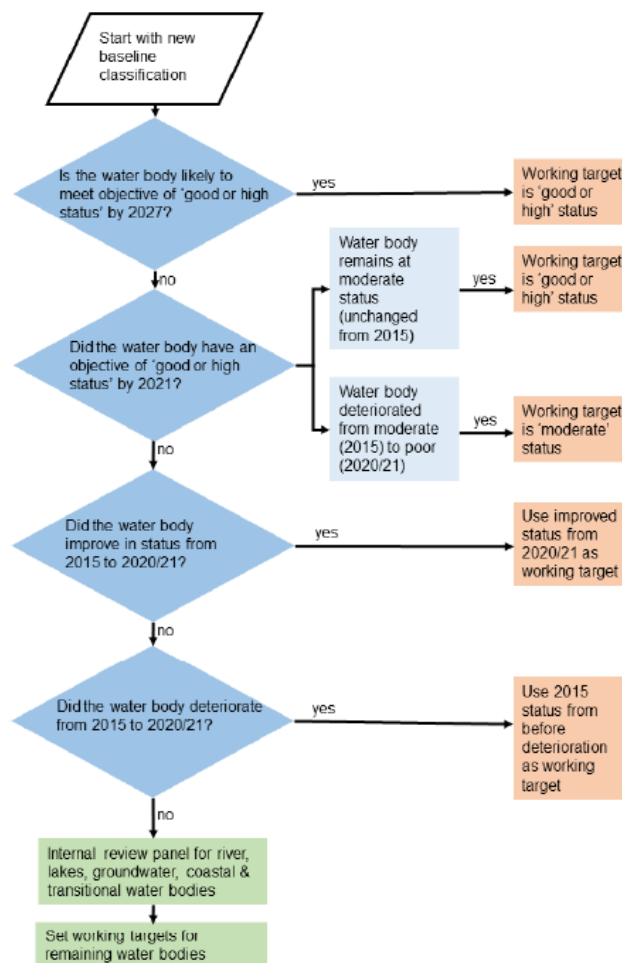 Start with new
baseline
classification
Is the water body likely to
meet objective of 'good or high
status' by 2027?
yes
Working target
is 'good or
high' status
no
Water body
remains at
moderate
status
(unchanged
from 2015)
yes
Working target
is 'good or
high' status
Did the water body have an
objective of 'good or high
status' by 2021?
Water body
deteriorated
from moderate
(2015) to poor
(2020/21)
yes
Working target
is 'moderate'
status
no
Did the water body
improve in status from
2015 to 2020/21?
yes
Use improved
status from
2020/21 as
working target
no
Did the water body deteriorate
from 2015 to 2020/21?
yes
Use 2015
status from
before
deterioration
as working
target
no
Internal review panel for river,
lakes, groundwater, coastal &
transitional water bodies
Set working targets for
remaining water bodies